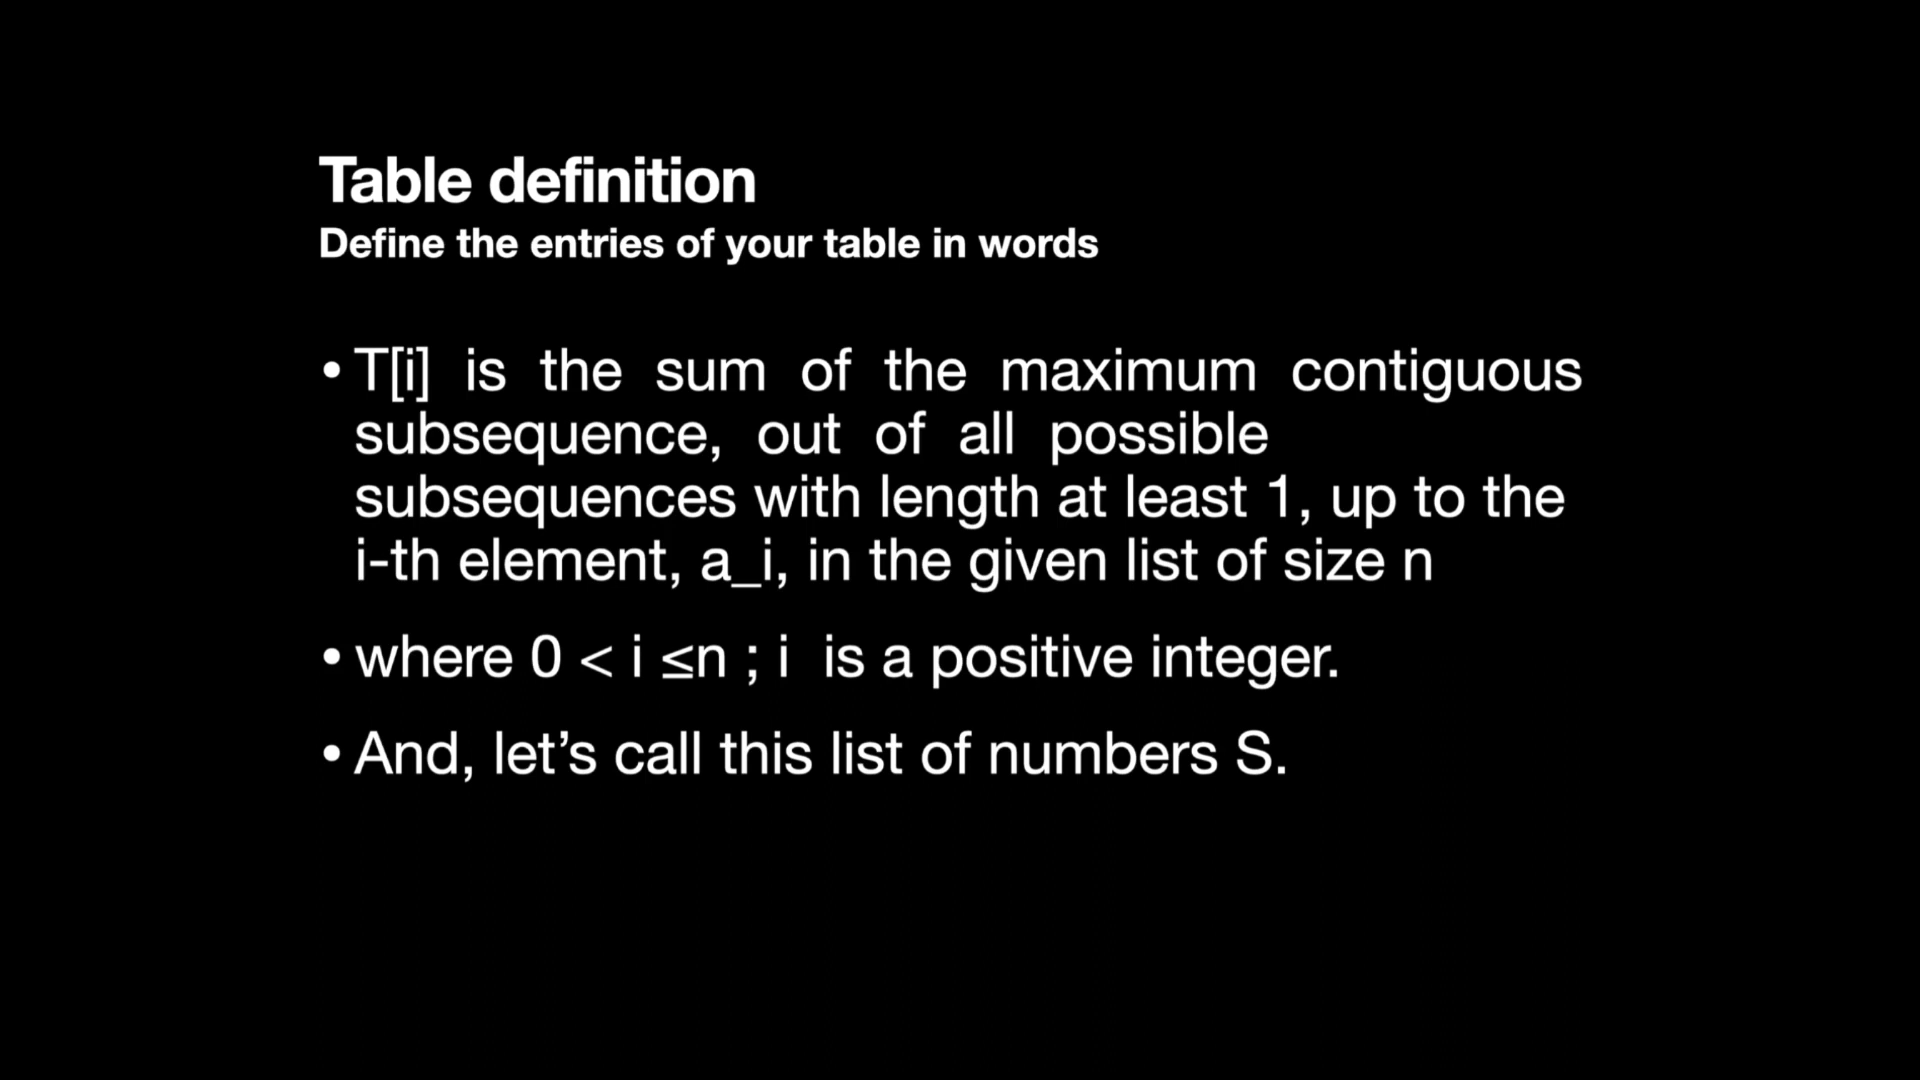 Table definition
Define the entries of your table in words
• T[i] is the sum of the maximum contiguous
subsequence, out of all possible
subsequences with length at least 1, up to the
i-th element, a_i, in the given list of size n
• where 0 < i ≤n ; i is a positive integer.
• And, let’s call this list of numbers S.